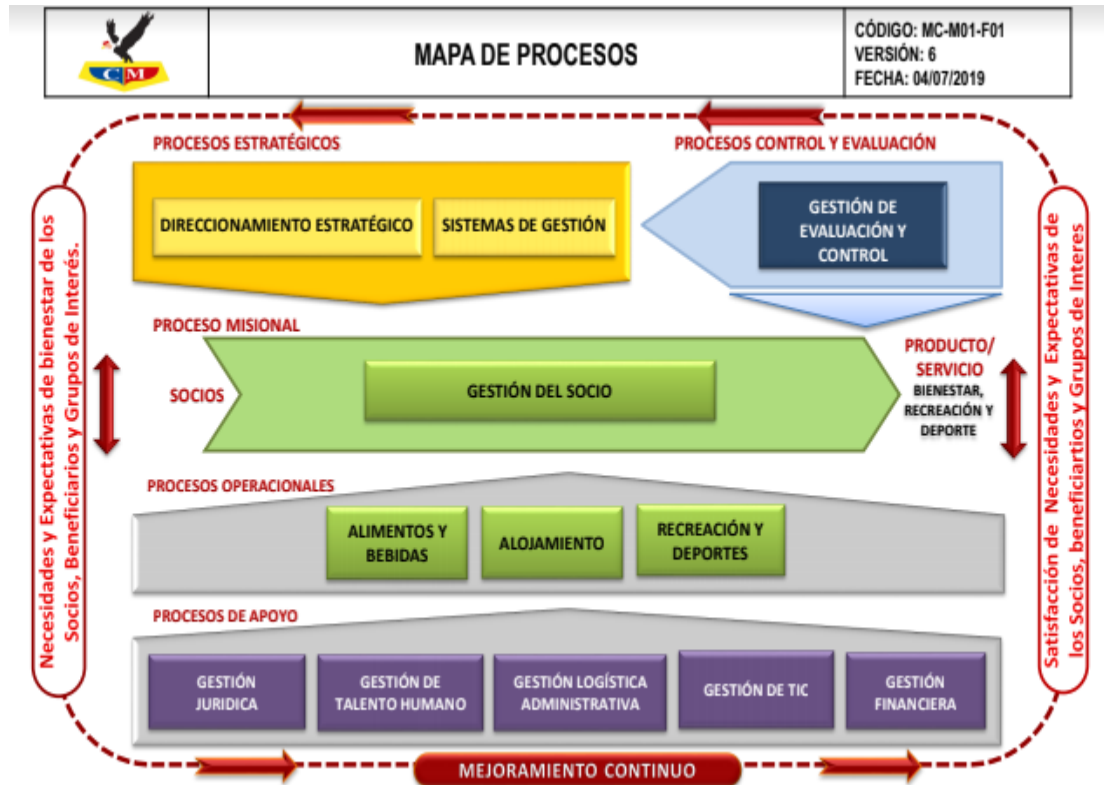 C M
MAPA DE PROCESOS
CÓDIGO: MC-M01-F01
VERSIÓN: 6
FECHA: 04/07/2019
PROCESOS ESTRATÉGICOS
PROCESOS CONTROL Y EVALUACIÓN
DIRECCIONAMIENTO ESTRATÉGICO
SISTEMAS DE GESTIÓN
GESTIÓN DE
EVALUACIÓN Y
CONTROL
Necesidades y Expectativas de bienestar de los
Socios, Beneficiarios y Grupos de Interés.
PROCESO MISIONAL
SOCIOS
GESTIÓN DEL SOCIO
PRODUCTO/
SERVICIO
BIENESTAR,
RECREACIÓN Y
DEPORTE
Satisfacción de Necesidades y Expectativas de
los Socios, beneficiartios y Grupos de Interes
PROCESOS OPERACIONALES
ALIMENTOS Y
BEBIDAS
ALOJAMIENTO
RECREACIÓN Y
DEPORTES
PROCESOS DE APOYO
GESTIÓN
JURIDICA
GESTIÓN DE
TALENTO HUMANO
GESTIÓN LOGÍSTICA
ADMINISTRATIVA
GESTIÓN DE TIC
GESTIÓN
FINANCIERA
MEJORAMIENTO CONTINUO